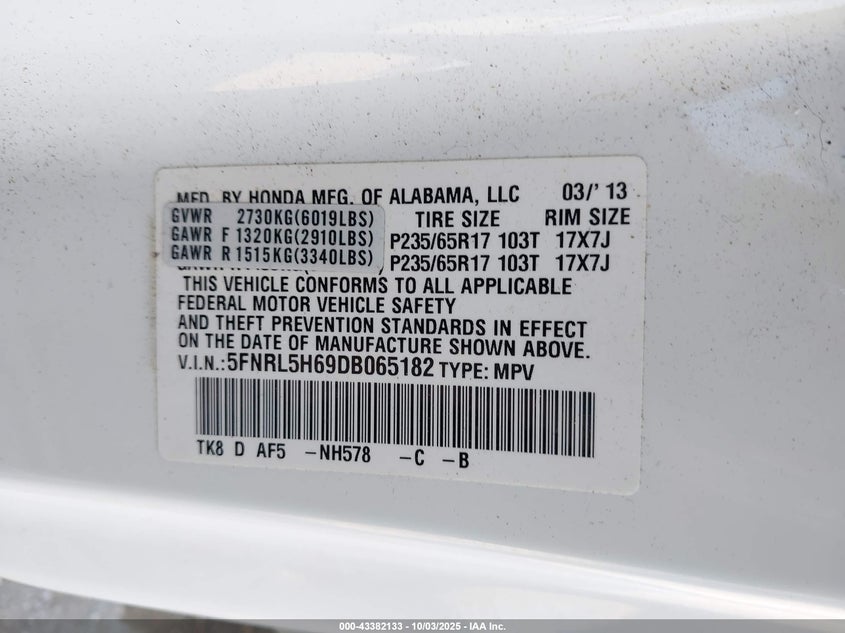 MFD. BY HONDA MFG. OF ALABAMA, LLC 03/' 13
GVWR 2730KG(6019LBS) TIRE SIZE RIM SIZE
GAWR F 1320KG(2910LBS) P235/65R17 103T 17X7J
GAWR R 1515KG(3340LBS) P235/65R17 103T 17X7J
THIS VEHICLE CONFORMS TO ALL APPLICABLE
FEDERAL MOTOR VEHICLE SAFETY
AND THEFT PREVENTION STANDARDS IN EFFECT
ON THE DATE OF MANUFACTURE SHOWN ABOVE.
V.I.N.:5FNRL5H69DB065182 TYPE: MPV
TK8 D AF5 -NH578 -C -B
000-43382133 - 10/03/2025 - IAA Inc.